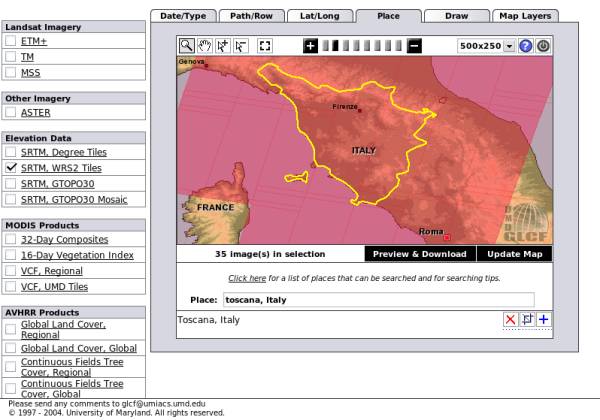 Date/Type Path/Row Lat/Long Place Draw Map Layers
Landsat Imagery
ETM+
TM
MSS
Other Imagery
ASTER
Elevation Data
SRTM, Degree Tiles
SRTM, WRS2 Tiles
SRTM, GTOPO30
SRTM, GTOPO30 Mosaic
MODIS Products
32-Day Composites
16-Day Vegetation Index
VCF, Regional
VCF, UMD Tiles
AVHRR Products
Global Land Cover,
Regional
Global Land Cover, Global
Continuous Fields Tree
Cover, Regional
Continuous Fields Tree
Cover, Global
500x250
Genova
Firenze
ITALY
FRANCE
Roma
UMD
GLCF
35 image(s) in selection Preview & Download Update Map
Click here for a list of places that can be searched and for searching tips.
Place: toscana, Italy
Toscana, Italy
Please send any comments to glcf@umiacs.umd.edu
© 1997 - 2004. University of Maryland. All rights reserved.